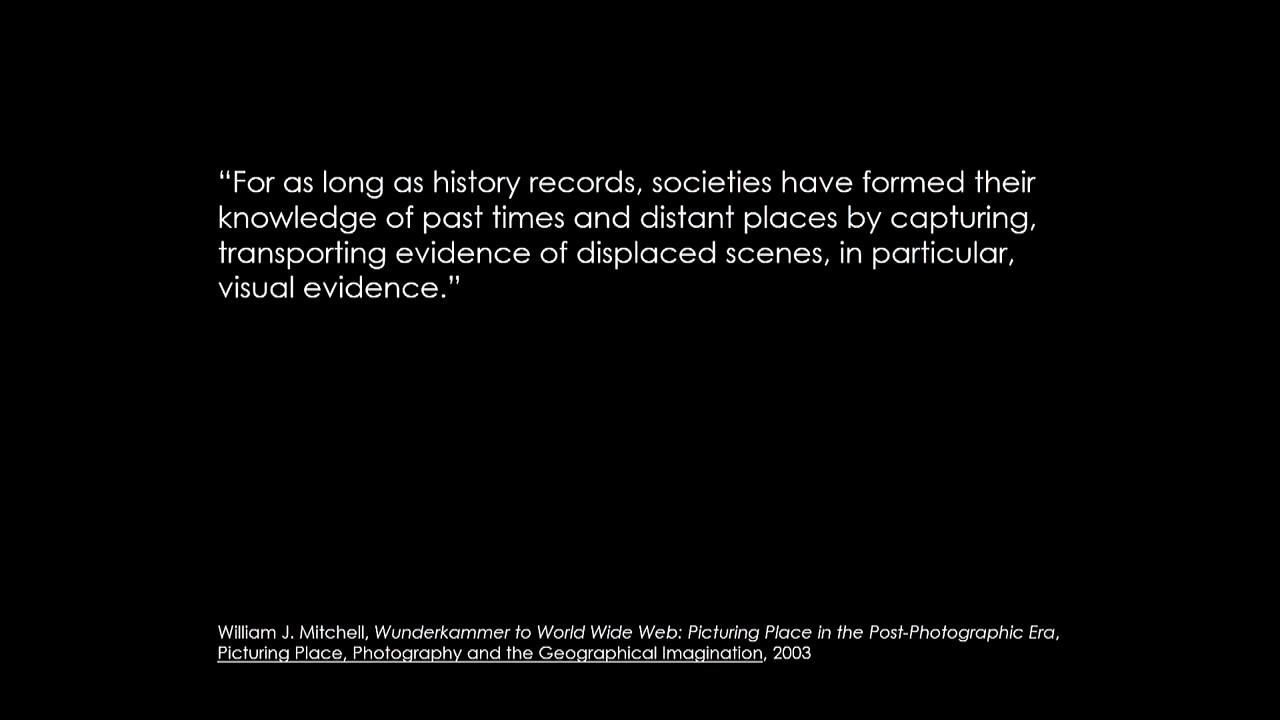 “For as long as history records, societies have formed their
knowledge of past times and distant places by capturing,
transporting evidence of displaced scenes, in particular,
visual evidence.”
William J. Mitchell, Wunderkammer to World Wide Web: Picturing Place in the Post-Photographic Era,
Picturing Place, Photography and the Geographical Imagination, 2003